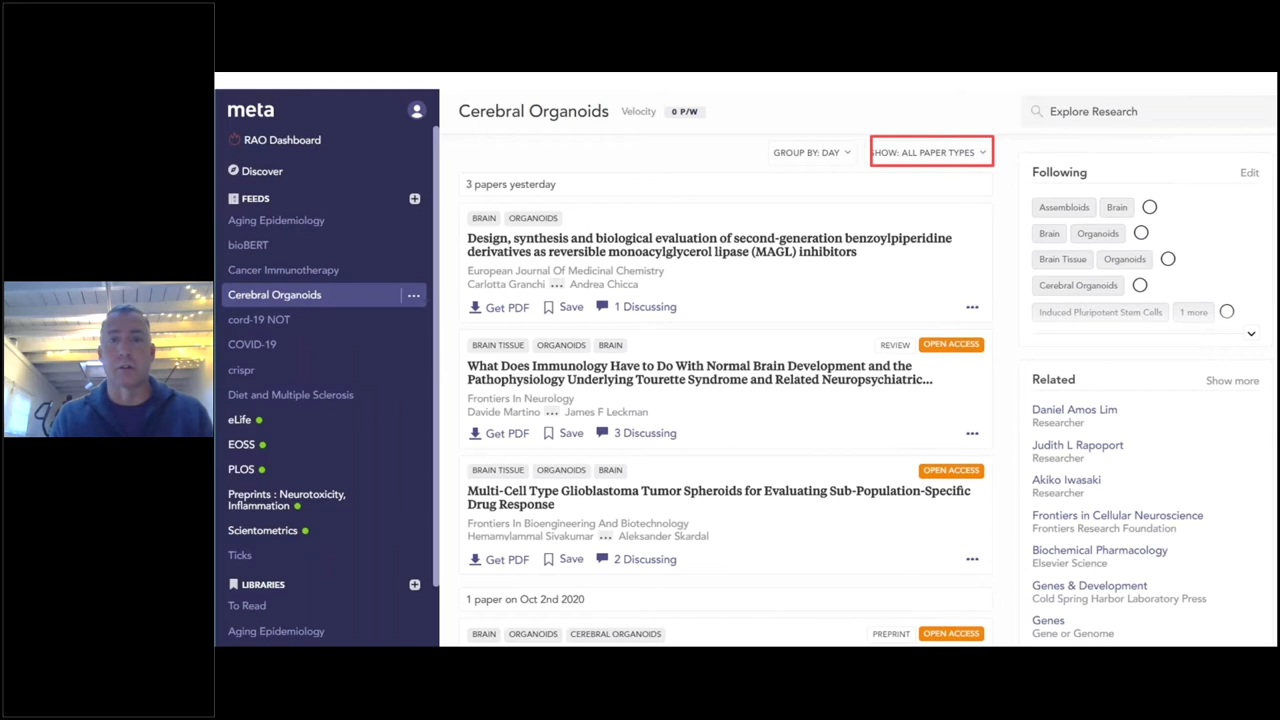 meta
RAO Dashboard
Discover
FEEDS
Aging Epidemiology
bioBERT
Cancer Immunotherapy
Cerebral Organoids
cord-19 NOT
COVID-19
crispr
Diet and Multiple Sclerosis
eLife
EOSS
PLOS
Preprints : Neurotoxicity,
Inflammation
Scientometrics
Ticks
LIBRARIES
To Read
Aging Epidemiology
Cerebral Organoids Velocity 0 P/W
GROUP BY: DAY HOW: ALL PAPER TYPES
3 papers yesterday
BRAIN ORGANOIDS
Design, synthesis and biological evaluation of second-generation benzoylpiperidine
derivatives as reversible monoacylglycerol lipase (MAGL) inhibitors
European Journal Of Medicinal Chemistry
Carlotta Granchi ... Andrea Chicca
Get PDF Save 1 Discussing ...
BRAIN TISSUE ORGANOIDS BRAIN REVIEW OPEN ACCESS
What Does Immunology Have to Do With Normal Brain Development and the
Pathophysiology Underlying Tourette Syndrome and Related Neuropsychiatric...
Frontiers In Neurology
Davide Martino ... James F Leckman
Get PDF Save 3 Discussing ...
BRAIN TISSUE ORGANOIDS BRAIN OPEN ACCESS
Multi-Cell Type Glioblastoma Tumor Spheroids for Evaluating Sub-Population-Specific
Drug Response
Frontiers In Bioengineering And Biotechnology
Hemamylammal Sivakumar ... Aleksander Skardal
Get PDF Save 2 Discussing ...
1 paper on Oct 2nd 2020
BRAIN ORGANOIDS CEREBRAL ORGANOIDS PREPRINT OPEN ACCESS
Explore Research
Following Edit
Assembloids Brain
Brain Organoids
Brain Tissue Organoids
Cerebral Organoids
Induced Pluripotent Stem Cells 1 more
Related Show more
Daniel Amos Lim
Researcher
Judith L Rapoport
Researcher
Akiko Iwasaki
Researcher
Frontiers in Cellular Neuroscience
Frontiers Research Foundation
Biochemical Pharmacology
Elsevier Science
Genes & Development
Cold Spring Harbor Laboratory Press
Genes
Gene or Genome